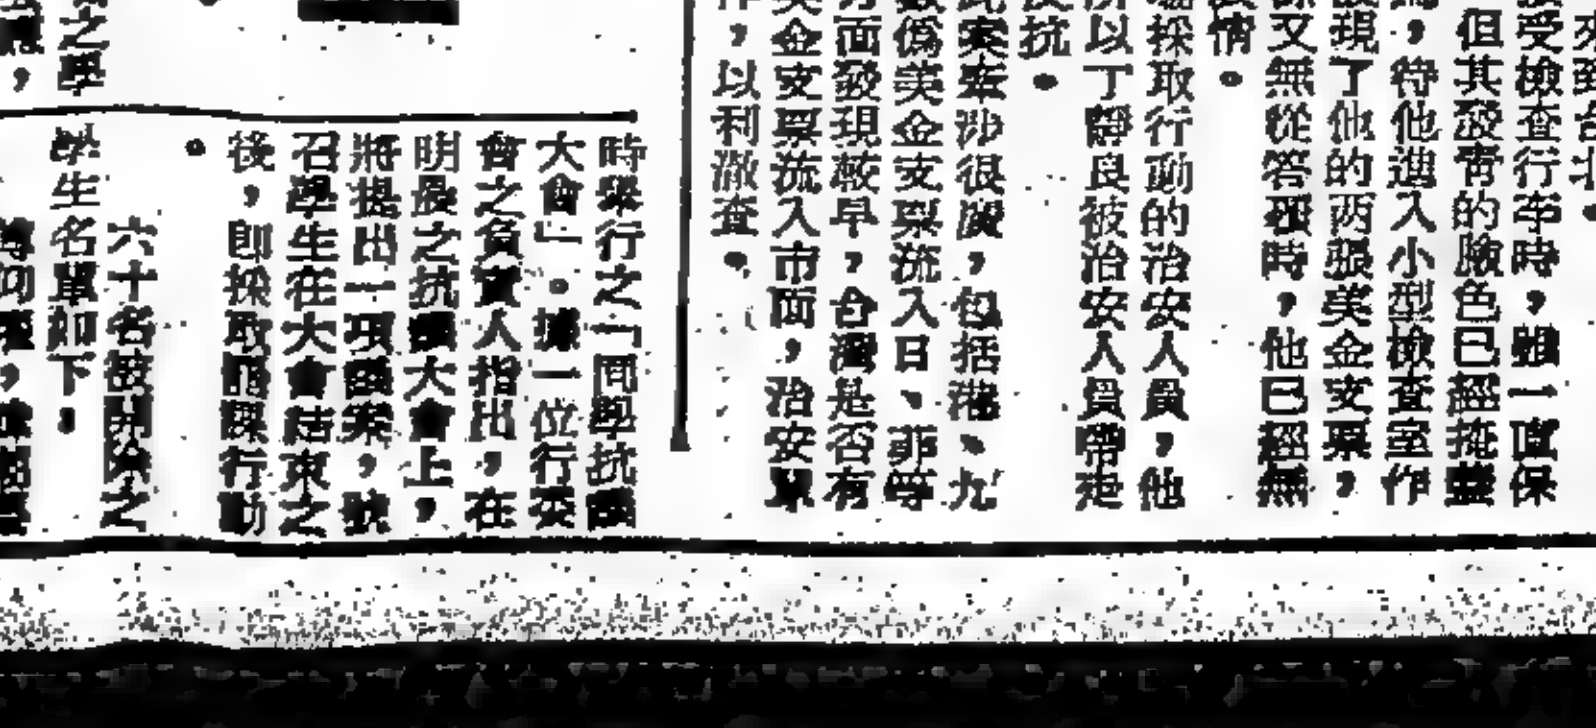 來到台北。
受檢查行李時,雖一直保
但其發青的臉色已經掩蓋
,待他進入小型檢查室作
現了他的两張美金支票,
又無從答覆時,他已經無
情。
採取行動的治安人員,他
所以丁靜良被治安人員帶走
反抗。
此案牽涉很廣,包括港、九
數偽美金支票流入日、菲等
方面發現較早,台灣是否有
美金支票流入市面,治安單
作,以利澈查。
時舉行之「同學抗議
大會」。據一位行委
會之負責人指出,在
明晨之抗議大會上,
將提出一項議案,號
召學生在大會結束之
後,即採取罷課行動
。
六十名被開除之
學生名單如下:
之學